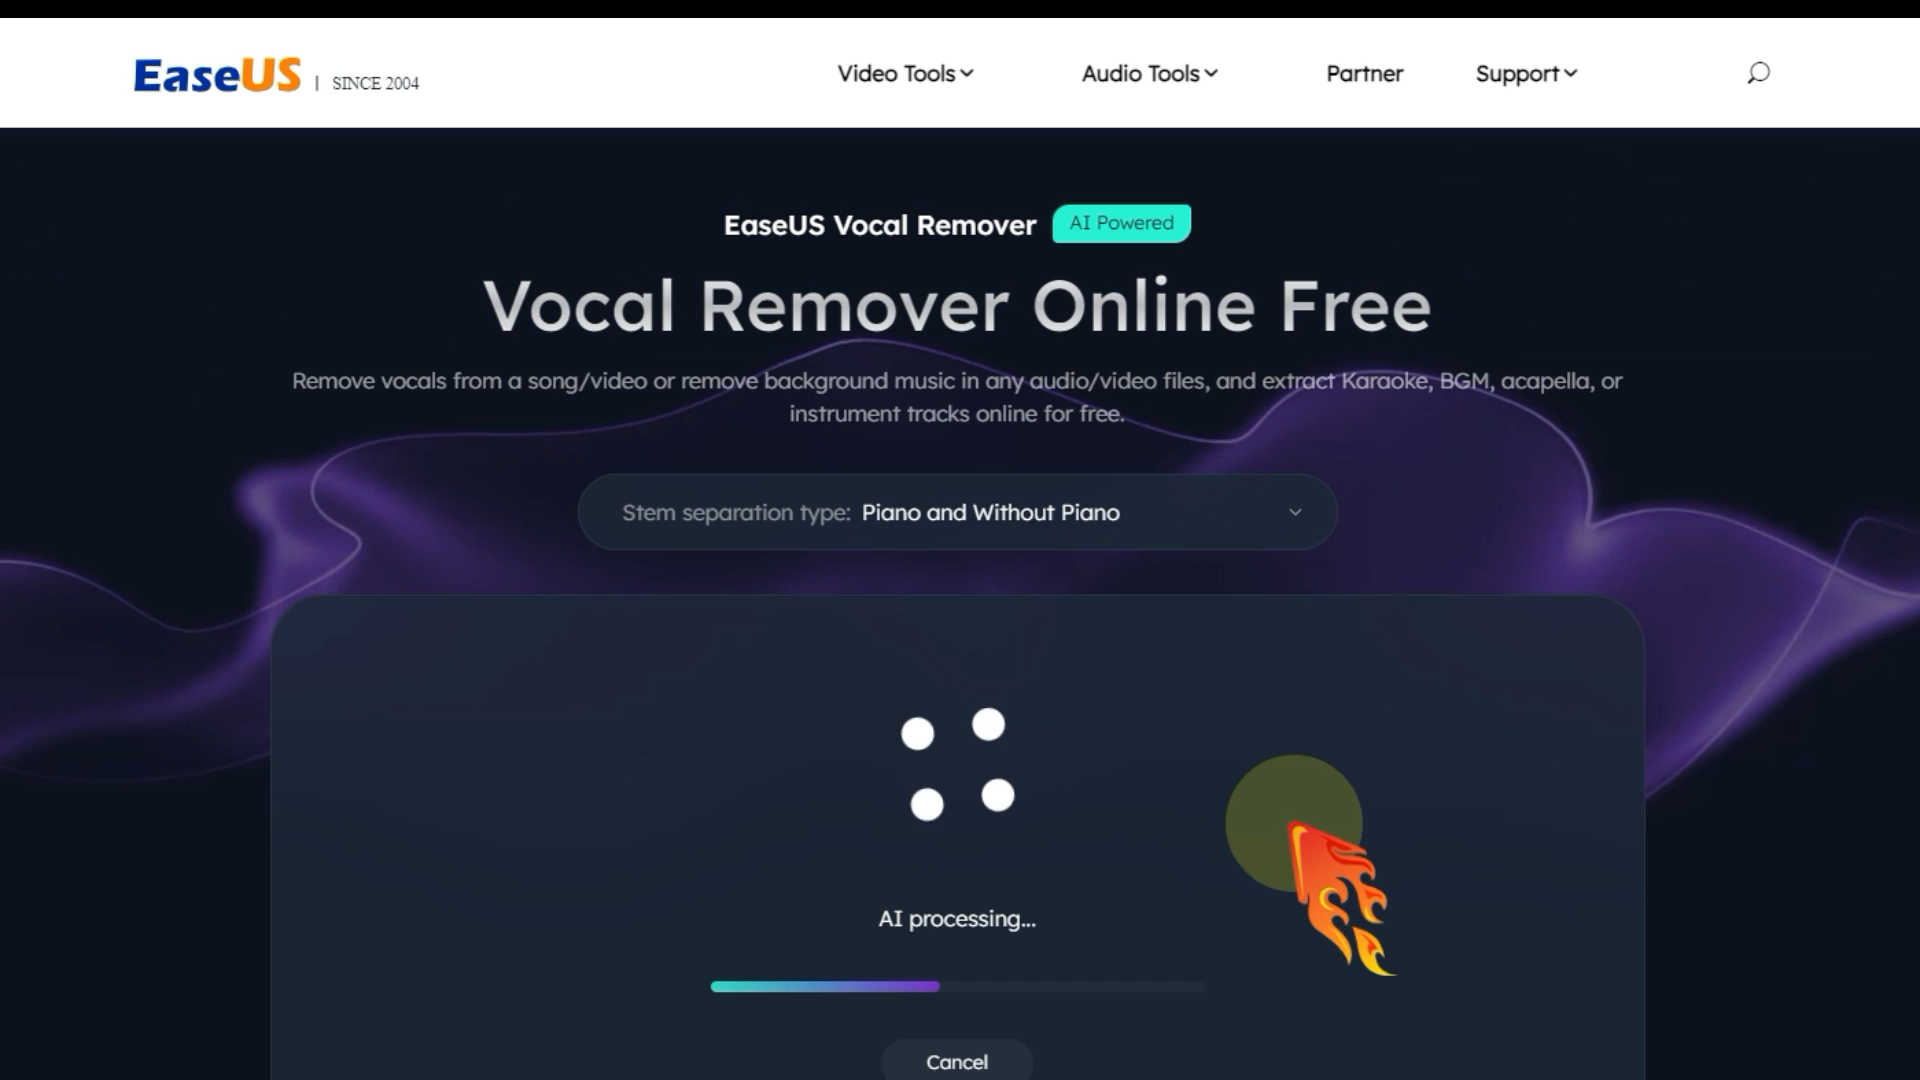 EaseUS | SINCE 2004
Video Tools
Audio Tools
Partner
Support
EaseUS Vocal Remover
AI Powered
Vocal Remover Online Free
Remove vocals from a song/video or remove background music in any audio/video files, and extract Karaoke, BGM, acapella, or
instrument tracks online for free.
Stem separation type: Piano and Without Piano
AI processing...
Cancel